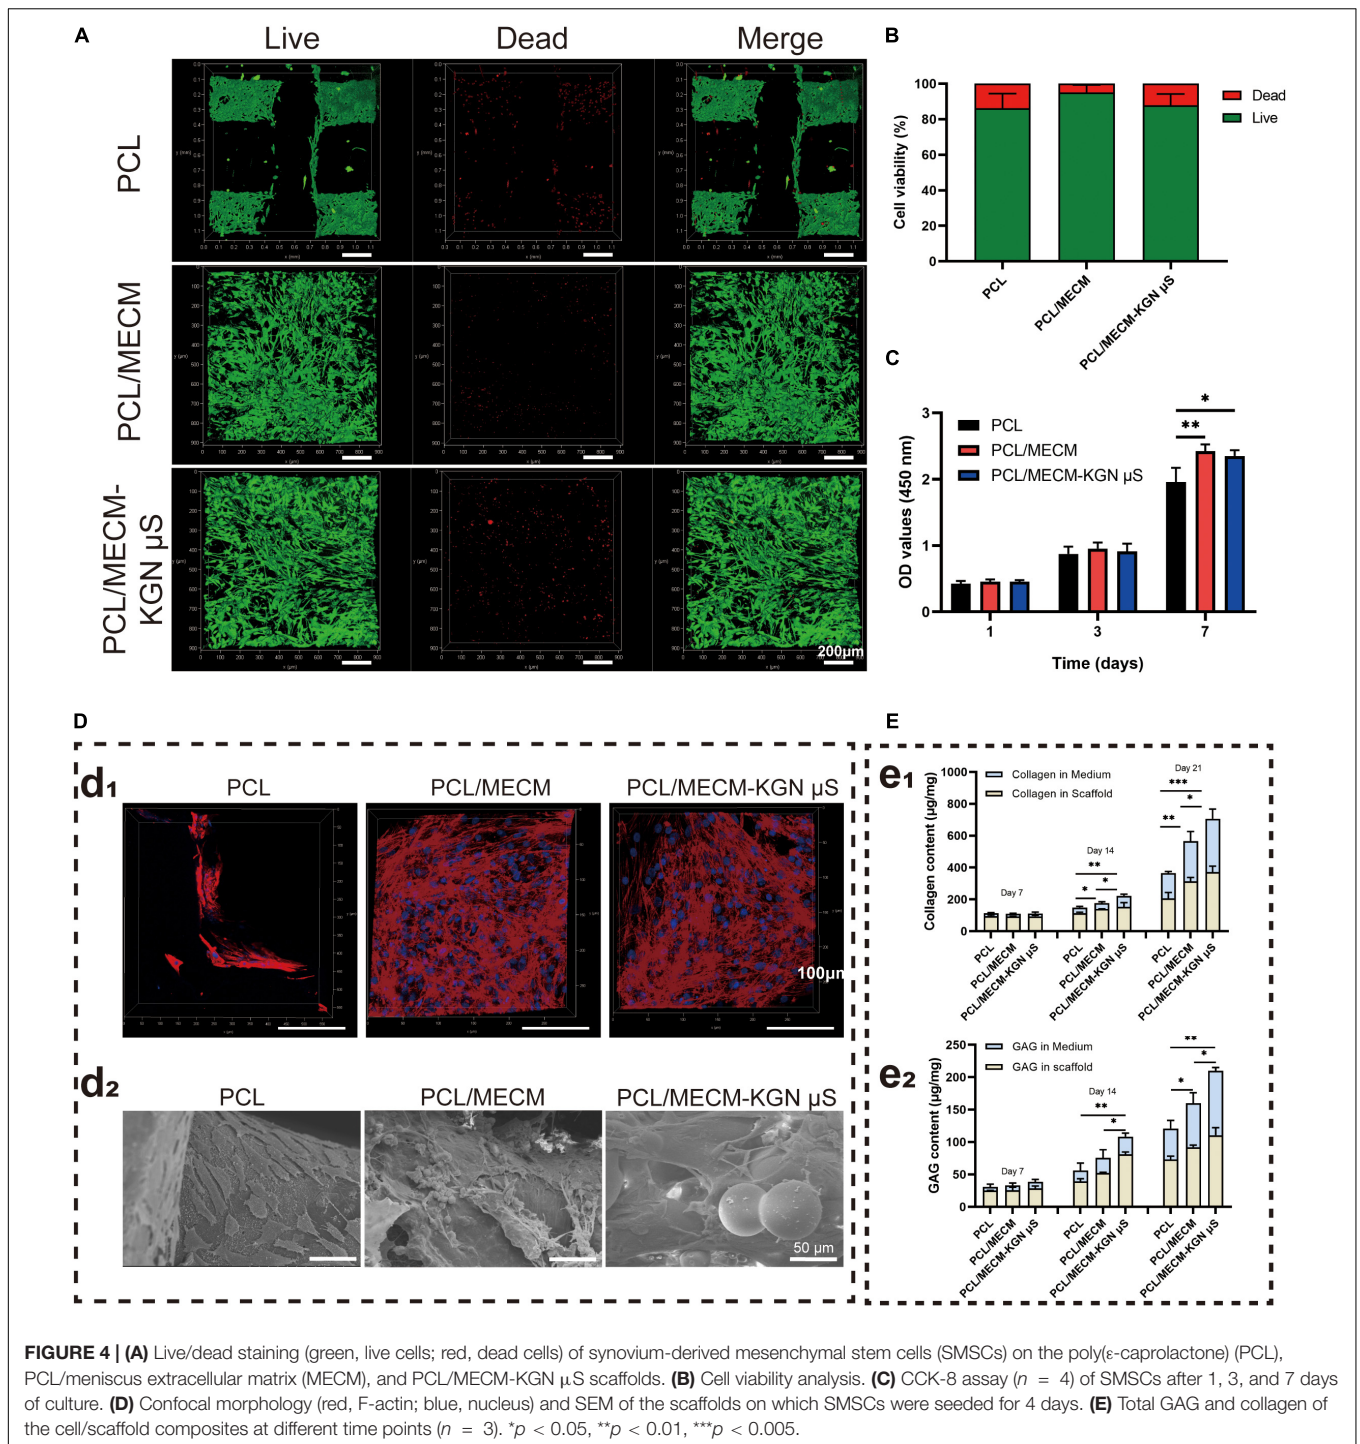 A
Live
Dead
Merge
PCL
PCL/MECM
PCL/MECM-
KGN µS
200µm
B
Cell viability (%)
100
80
60
40
20
0
PCL
PCL/MECM
PCL/MECM-KGN µS
Dead
Live
C
OD values (450 nm)
3
2
1
0
PCL
PCL/MECM
PCL/MECM-KGN µS
*
**
1
3
7
Time (days)
D
d₁
PCL
PCL/MECM
PCL/MECM-KGN µS
100µm
d₂
PCL
PCL/MECM
PCL/MECM-KGN µS
50 µm
E
e₁
Collagen content (µg/mg)
1000
800
600
400
200
0
Collagen in Medium
Collagen in Scaffold
Day 7
Day 14
**
*
*
Day 21
***
*
**
PCL
PCL/MECM
PCL/MECM-KGN µS
PCL
PCL/MECM
PCL/MECM-KGN µS
PCL
PCL/MECM
PCL/MECM-KGN µS
e₂
GAG content (µg/mg)
250
200
150
100
50
0
GAG in Medium
GAG in scaffold
Day 7
Day 14
**
*
**
*
*
PCL
PCL/MECM
PCL/MECM-KGN µS
PCL
PCL/MECM
PCL/MECM-KGN µS
PCL
PCL/MECM
PCL/MECM-KGN µS
FIGURE 4 | (A) Live/dead staining (green, live cells; red, dead cells) of synovium-derived mesenchymal stem cells (SMSCs) on the poly(ε-caprolactone) (PCL),
PCL/meniscus extracellular matrix (MECM), and PCL/MECM-KGN µS scaffolds. (B) Cell viability analysis. (C) CCK-8 assay (n = 4) of SMSCs after 1, 3, and 7 days
of culture. (D) Confocal morphology (red, F-actin; blue, nucleus) and SEM of the scaffolds on which SMSCs were seeded for 4 days. (E) Total GAG and collagen of
the cell/scaffold composites at different time points (n = 3). *p < 0.05, **p < 0.01, ***p < 0.005.